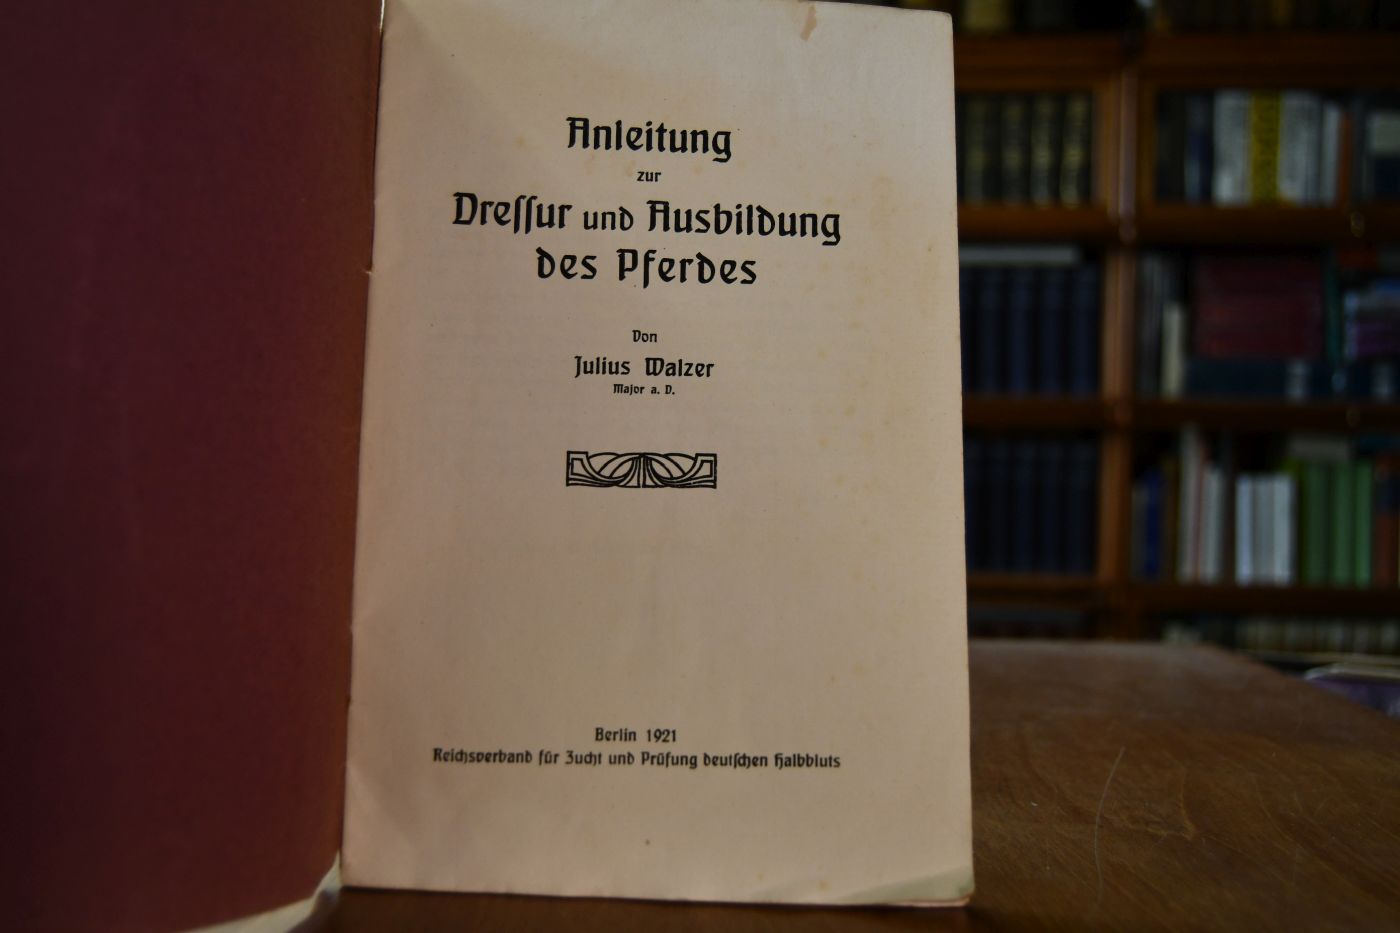 Anleitung
zur
Dreſſur und Ausbildung
des Pferdes
Von
Julius Walzer
Major a. D.
Berlin 1921
Reichsverband für Zucht und Prüfung deutſchen Halbbluts